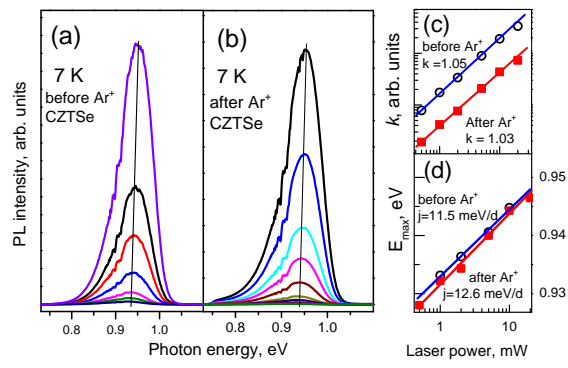 (a)
7 K
before Ar⁺
CZTSe
(b)
7 K
after Ar⁺
CZTSe
PL intensity, arb. units
0.8 0.9 1.0
0.8 0.9 1.0
Photon energy, eV
(c)
before Ar⁺
k =1.05
After Ar⁺
k = 1.03
k, arb. units
(d)
before Ar⁺
j=11.5 meV/d
after Ar⁺
j=12.6 meV/d
E_max, eV
0.95
0.94
0.93
1 10
Laser power, mW